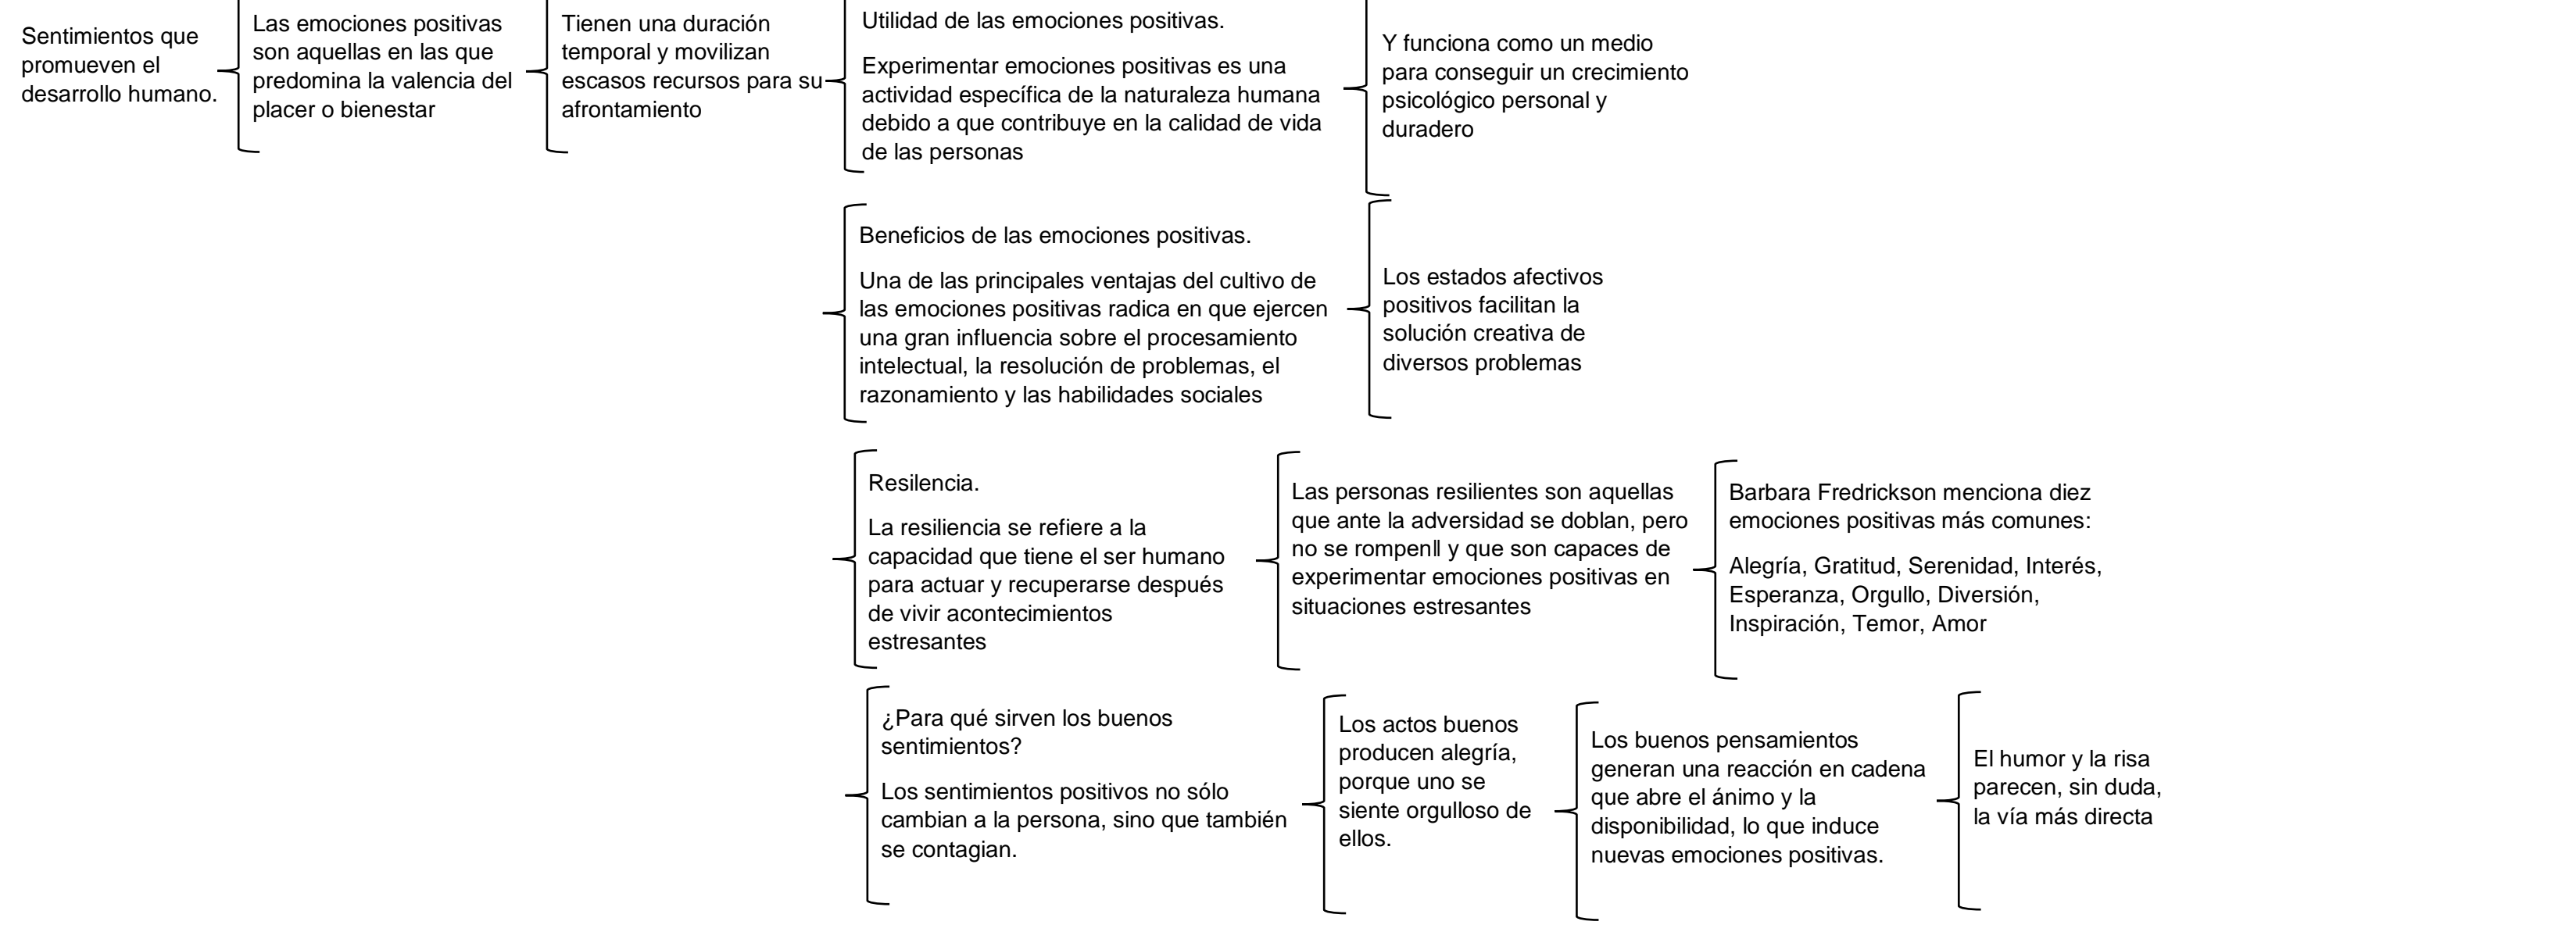 Sentimientos que
promueven el
desarrollo humano.
Las emociones positivas
son aquellas en las que
predomina la valencia del
placer o bienestar
Tienen una duración
temporal y movilizan
escasos recursos para su
afrontamiento
Utilidad de las emociones positivas.
Experimentar emociones positivas es una
actividad específica de la naturaleza humana
debido a que contribuye en la calidad de vida
de las personas
Y funciona como un medio
para conseguir un crecimiento
psicológico personal y
duradero
Beneficios de las emociones positivas.
Una de las principales ventajas del cultivo de
las emociones positivas radica en que ejercen
una gran influencia sobre el procesamiento
intelectual, la resolución de problemas, el
razonamiento y las habilidades sociales
Los estados afectivos
positivos facilitan la
solución creativa de
diversos problemas
Resilencia.
La resiliencia se refiere a la
capacidad que tiene el ser humano
para actuar y recuperarse después
de vivir acontecimientos
estresantes
Las personas resilientes son aquellas
que ante la adversidad se doblan, pero
no se rompen‖ y que son capaces de
experimentar emociones positivas en
situaciones estresantes
Barbara Fredrickson menciona diez
emociones positivas más comunes:
Alegría, Gratitud, Serenidad, Interés,
Esperanza, Orgullo, Diversión,
Inspiración, Temor, Amor
¿Para qué sirven los buenos
sentimientos?
Los sentimientos positivos no sólo
cambian a la persona, sino que también
se contagian.
Los actos buenos
producen alegría,
porque uno se
siente orgulloso de
ellos.
Los buenos pensamientos
generan una reacción en cadena
que abre el ánimo y la
disponibilidad, lo que induce
nuevas emociones positivas.
El humor y la risa
parecen, sin duda,
la vía más directa